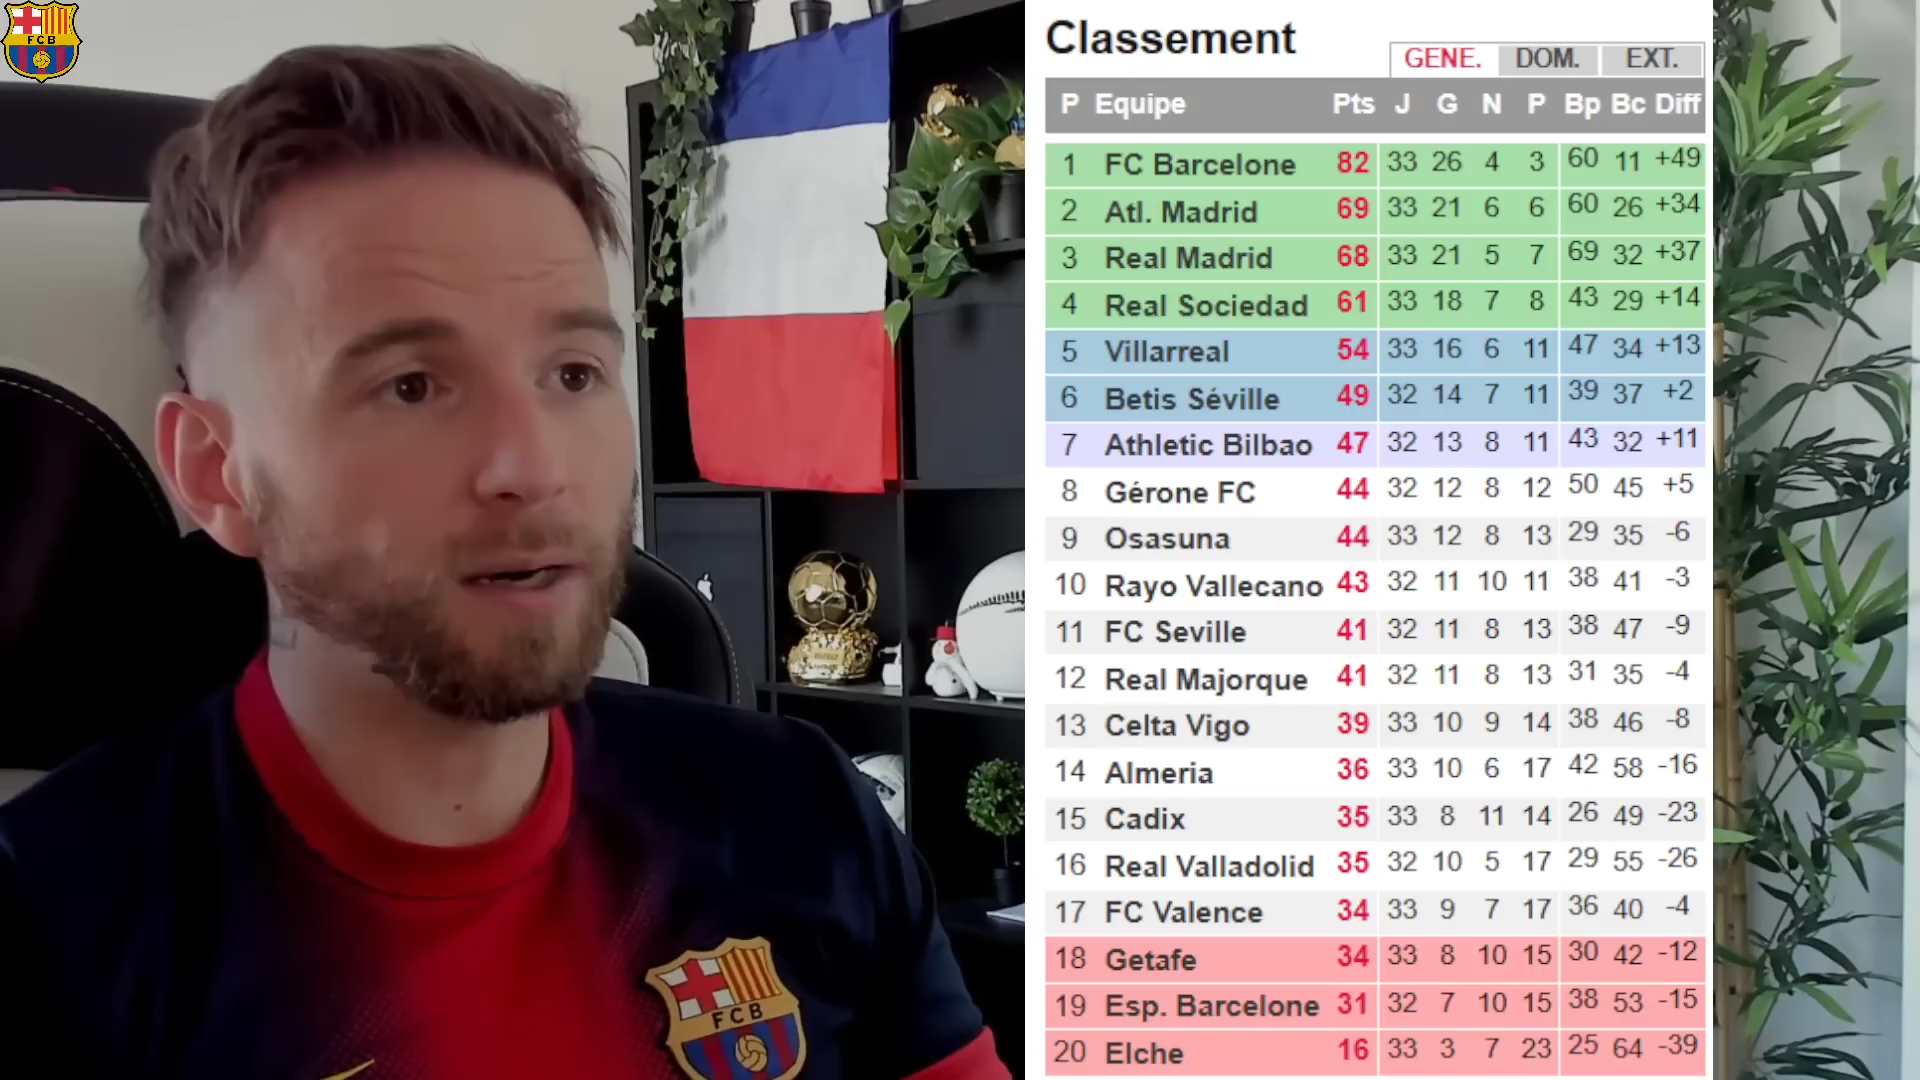 FCB
Classement
GENE. DOM. EXT.
P Equipe Pts J G N P Bp Bc Diff
1 FC Barcelone 82 33 26 4 3 60 11 +49
2 Atl. Madrid 69 33 21 6 6 60 26 +34
3 Real Madrid 68 33 21 5 7 69 32 +37
4 Real Sociedad 61 33 18 7 8 43 29 +14
5 Villarreal 54 33 16 6 11 47 34 +13
6 Betis Séville 49 32 14 7 11 39 37 +2
7 Athletic Bilbao 47 32 13 8 11 43 32 +11
8 Gérone FC 44 32 12 8 12 50 45 +5
9 Osasuna 44 33 12 8 13 29 35 -6
10 Rayo Vallecano 43 32 11 10 11 38 41 -3
11 FC Seville 41 32 11 8 13 38 47 -9
12 Real Majorque 41 32 11 8 13 31 35 -4
13 Celta Vigo 39 33 10 9 14 38 46 -8
14 Almeria 36 33 10 6 17 42 58 -16
15 Cadix 35 33 8 11 14 26 49 -23
16 Real Valladolid 35 32 10 5 17 29 55 -26
17 FC Valence 34 33 9 7 17 36 40 -4
18 Getafe 34 33 8 10 15 30 42 -12
19 Esp. Barcelone 31 32 7 10 15 38 53 -15
20 Elche 16 33 3 7 23 25 64 -39
FCB